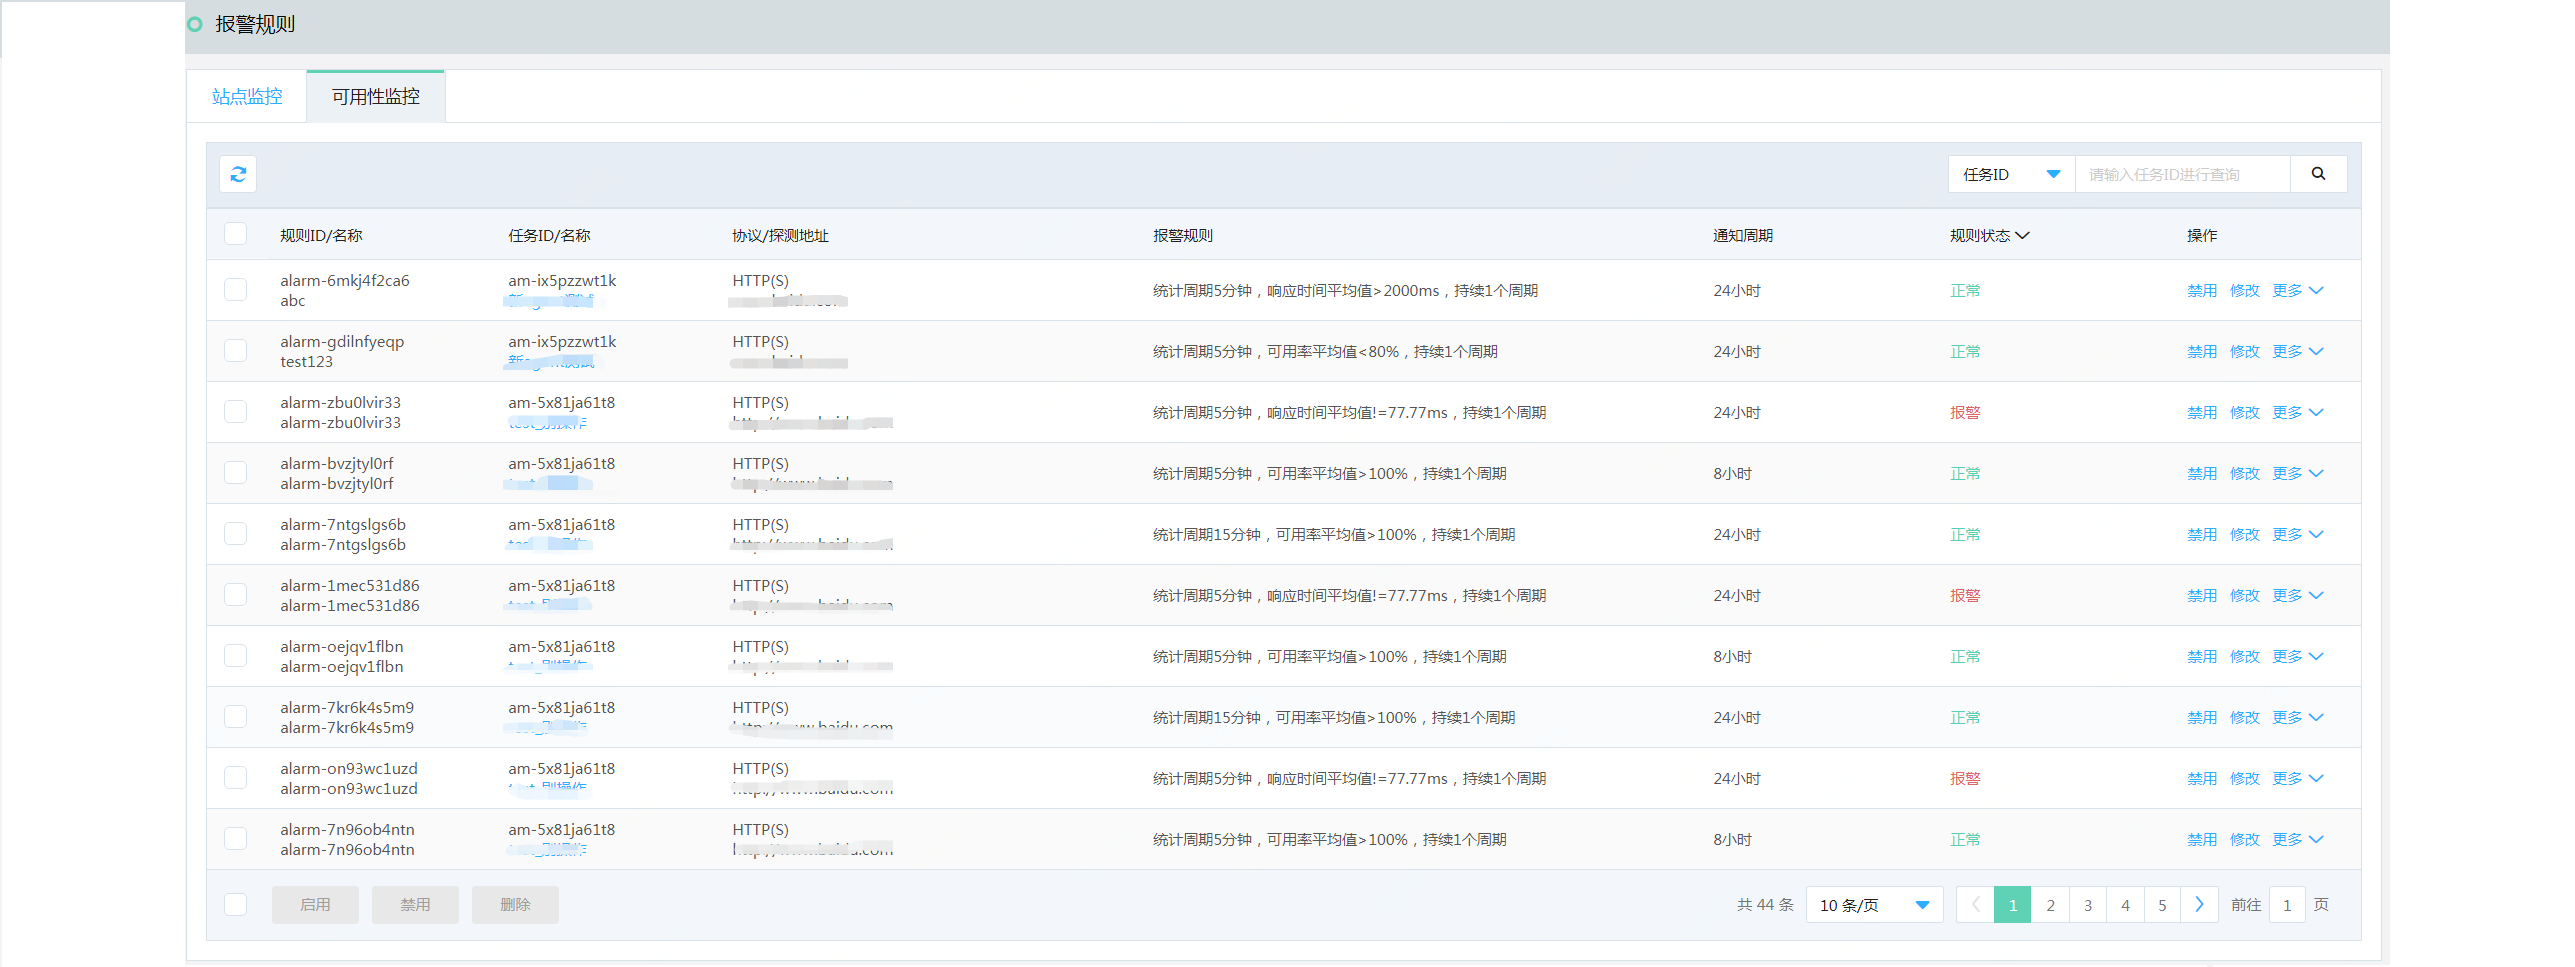 报警规则
站点监控 可用性监控
任务ID 请输入任务ID进行查询
规则ID/名称 任务ID/名称 协议/探测地址 报警规则 通知周期 规则状态 操作
alarm-6mkj4f2ca6 am-ix5pzzwt1k HTTP(S)
abc
统计周期5分钟，响应时间平均值>2000ms，持续1个周期 24小时 正常 禁用 修改 更多
alarm-gdilnfyeqp am-ix5pzzwt1k HTTP(S)
test123
统计周期5分钟，可用率平均值<80%，持续1个周期 24小时 正常 禁用 修改 更多
alarm-zbu0lvir33 am-5x81ja61t8 HTTP(S)
alarm-zbu0lvir33
统计周期5分钟，响应时间平均值!=77.77ms，持续1个周期 24小时 报警 禁用 修改 更多
alarm-bvzjtyl0rf am-5x81ja61t8 HTTP(S)
alarm-bvzjtyl0rf
统计周期5分钟，可用率平均值>100%，持续1个周期 8小时 正常 禁用 修改 更多
alarm-7ntgslgs6b am-5x81ja61t8 HTTP(S)
alarm-7ntgslgs6b
统计周期15分钟，可用率平均值>100%，持续1个周期 24小时 正常 禁用 修改 更多
alarm-1mec531d86 am-5x81ja61t8 HTTP(S)
alarm-1mec531d86
统计周期5分钟，响应时间平均值!=77.77ms，持续1个周期 24小时 报警 禁用 修改 更多
alarm-oejqv1flbn am-5x81ja61t8 HTTP(S)
alarm-oejqv1flbn
统计周期5分钟，可用率平均值>100%，持续1个周期 8小时 正常 禁用 修改 更多
alarm-7kr6k4s5m9 am-5x81ja61t8 HTTP(S)
alarm-7kr6k4s5m9
统计周期15分钟，可用率平均值>100%，持续1个周期 24小时 正常 禁用 修改 更多
alarm-on93wc1uzd am-5x81ja61t8 HTTP(S)
alarm-on93wc1uzd
统计周期5分钟，响应时间平均值!=77.77ms，持续1个周期 24小时 报警 禁用 修改 更多
alarm-7n96ob4ntn am-5x81ja61t8 HTTP(S)
alarm-7n96ob4ntn
统计周期5分钟，可用率平均值>100%，持续1个周期 8小时 正常 禁用 修改 更多
启用 禁用 删除 共 44 条 10 条/页 1 2 3 4 5 前往 1 页